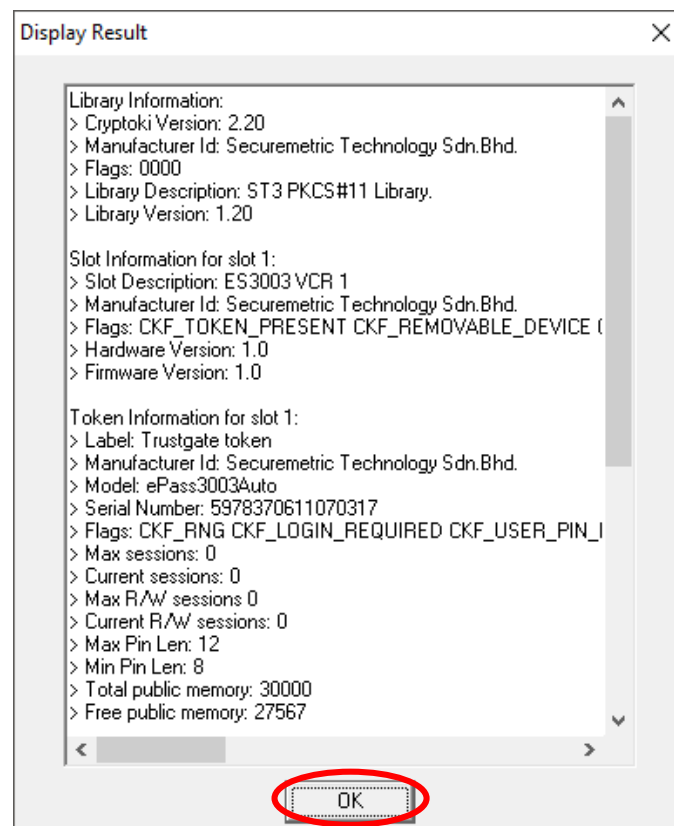 Display Result
Library Information:
> Cryptoki Version: 2.20
> Manufacturer Id: Securemetric Technology Sdn.Bhd.
> Flags: 0000
> Library Description: ST3 PKCS#11 Library.
> Library Version: 1.20
Slot Information for slot 1:
> Slot Description: ES3003 VCR 1
> Manufacturer Id: Securemetric Technology Sdn.Bhd.
> Flags: CKF_TOKEN_PRESENT CKF_REMOVABLE_DEVICE
> Hardware Version: 1.0
> Firmware Version: 1.0
Token Information for slot 1:
> Label: Trustgate token
> Manufacturer Id: Securemetric Technology Sdn.Bhd.
> Model: ePass3003Auto
> Serial Number: 5978370611070317
> Flags: CKF_RNG CKF_LOGIN_REQUIRED CKF_USER_PIN_I
> Max sessions: 0
> Current sessions: 0
> Max R/W sessions 0
> Current R/W sessions: 0
> Max Pin Len: 12
> Min Pin Len: 8
> Total public memory: 30000
> Free public memory: 27567
OK